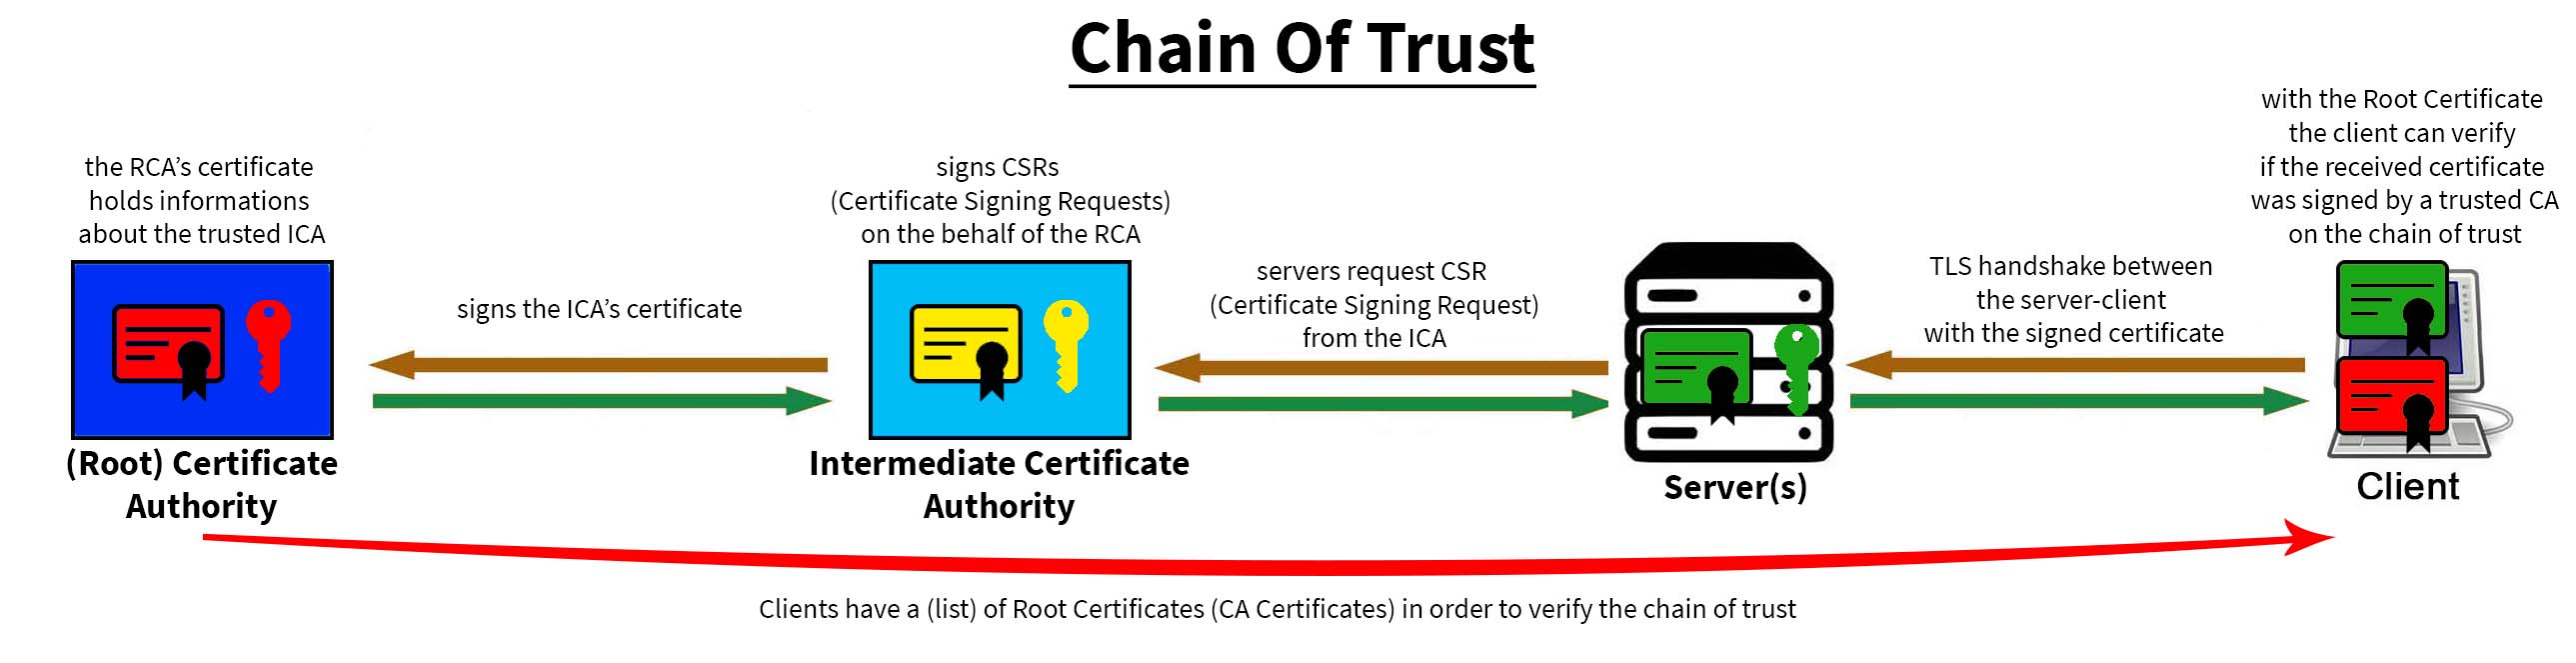 Chain Of Trust
the RCA’s certificate
holds informations
about the trusted ICA
(Root) Certificate
Authority
signs the ICA’s certificate
signs CSRs
(Certificate Signing Requests)
on the behalf of the RCA
Intermediate Certificate
Authority
servers request CSR
(Certificate Signing Request)
from the ICA
Server(s)
TLS handshake between
the server-client
with the signed certificate
with the Root Certificate
the client can verify
if the received certificate
was signed by a trusted CA
on the chain of trust
Client
Clients have a (list) of Root Certificates (CA Certificates) in order to verify the chain of trust